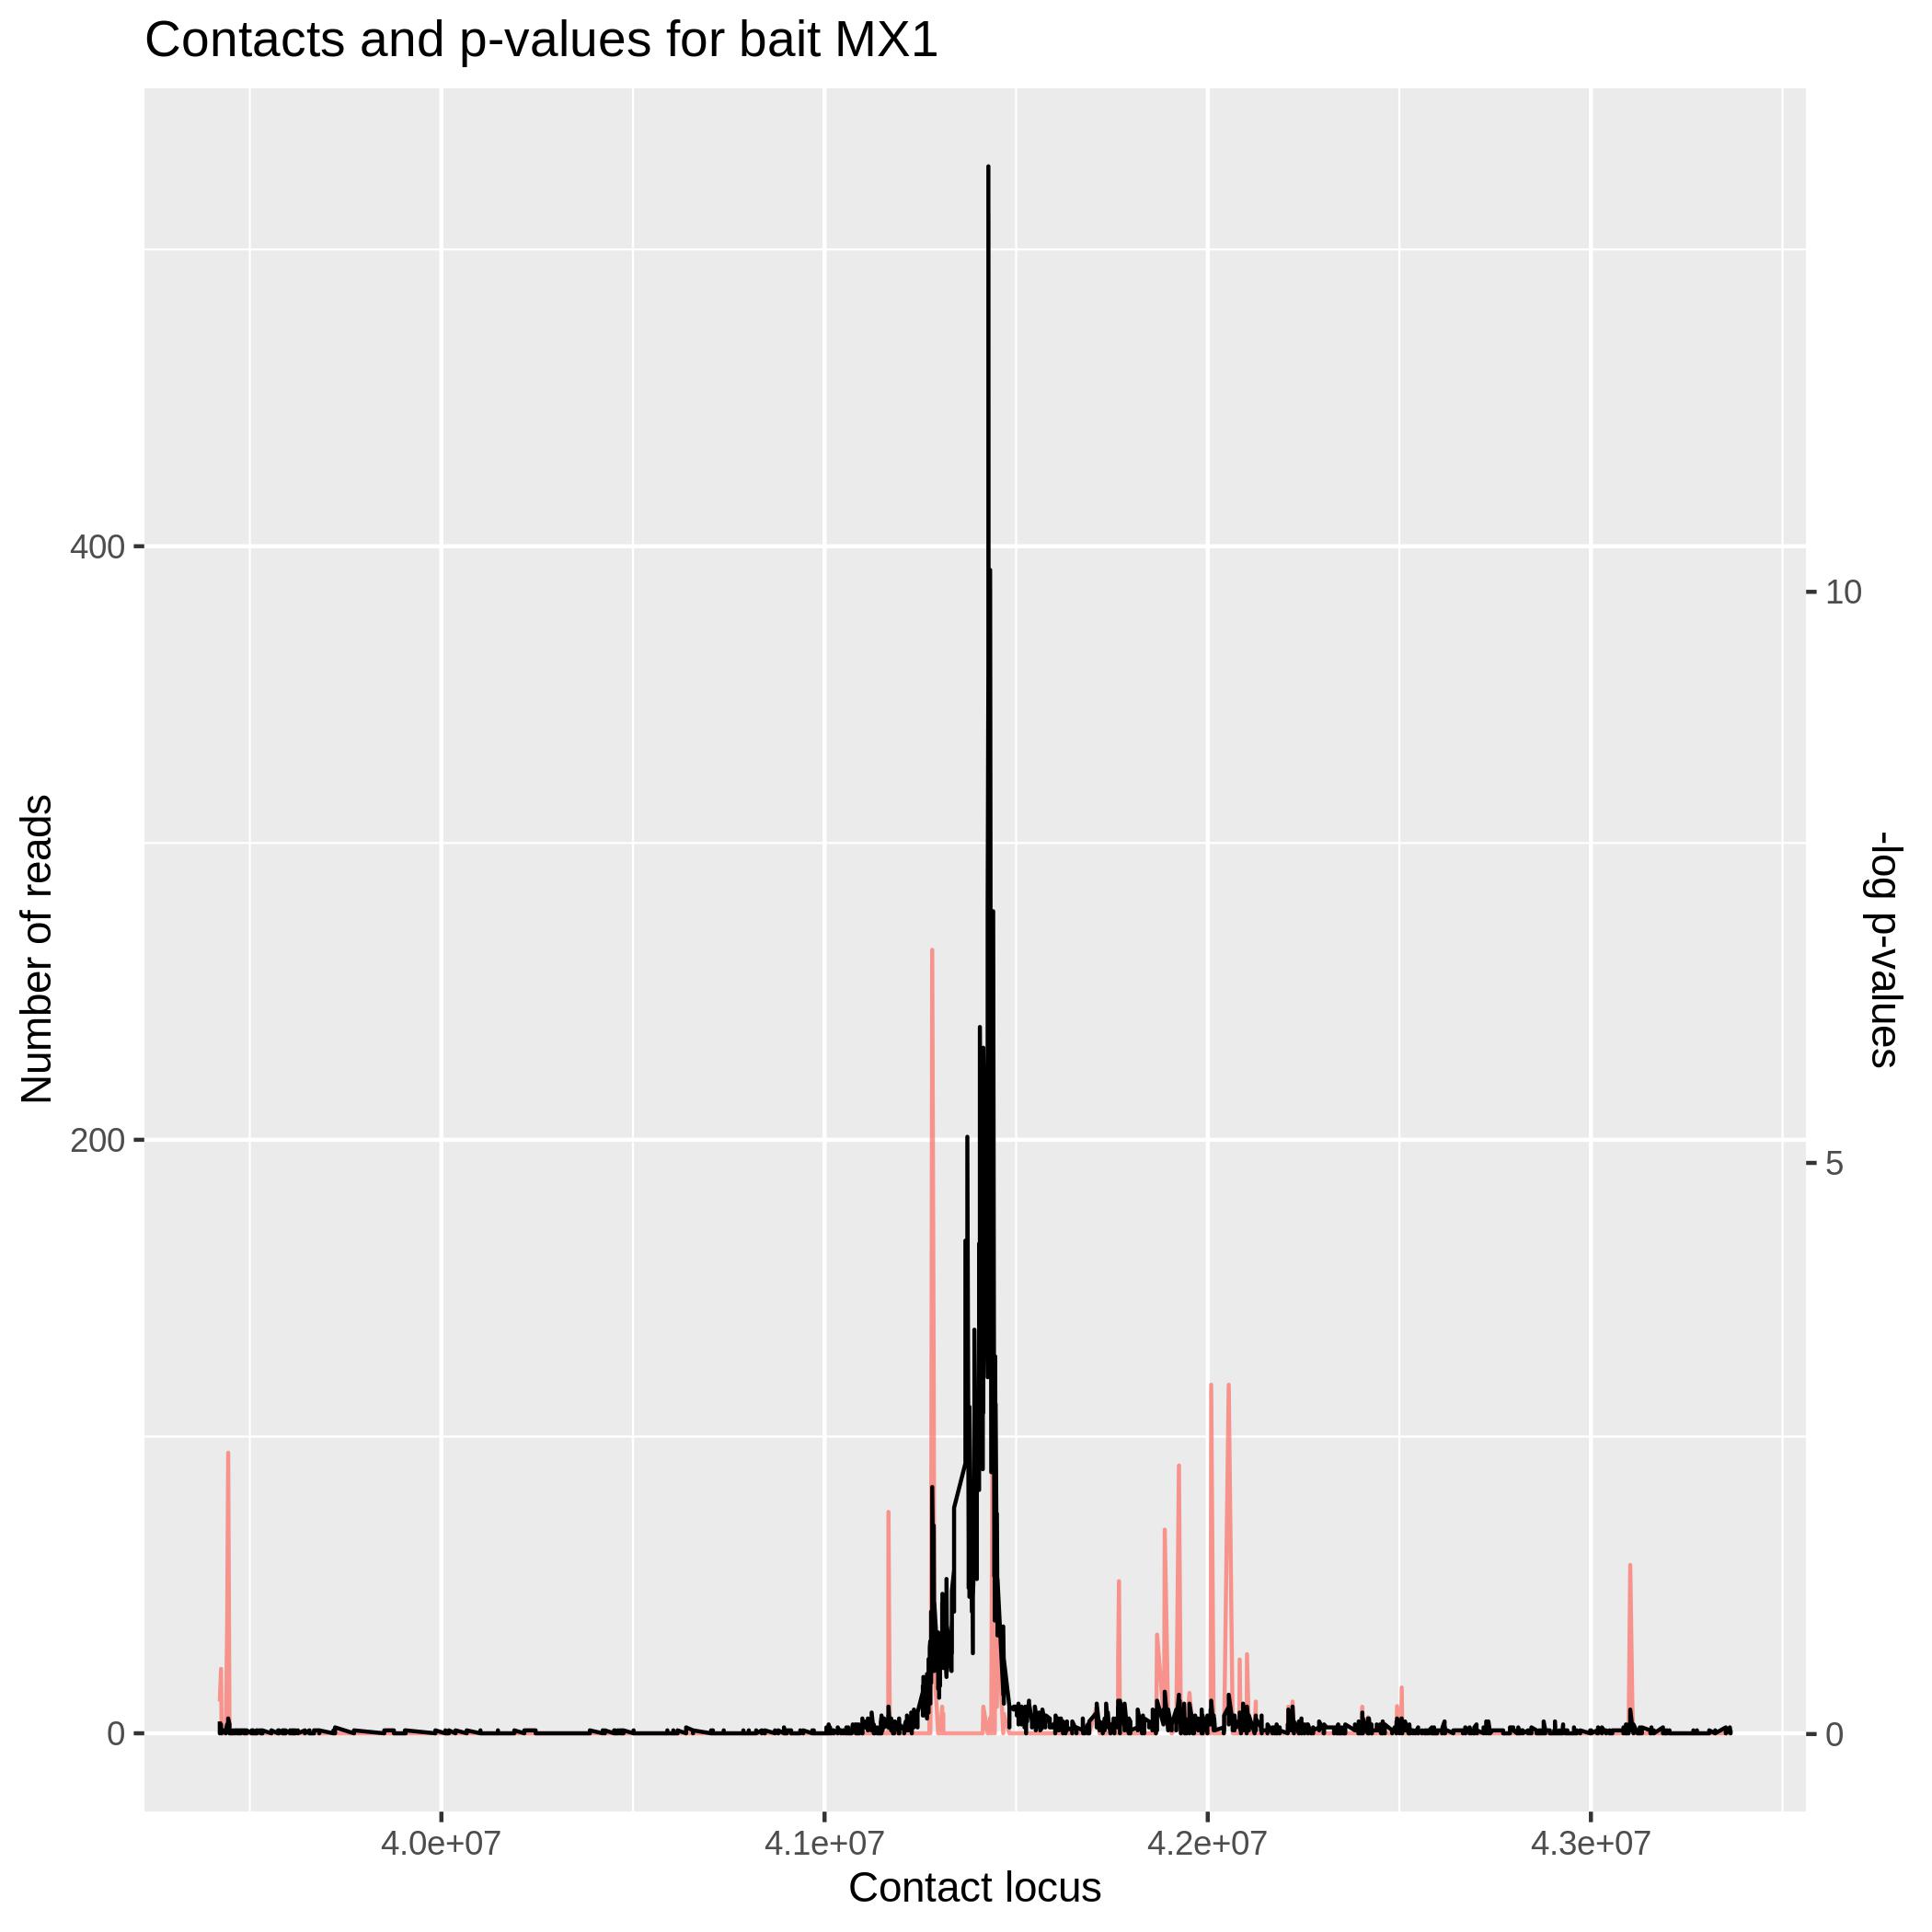 Contacts and p-values for bait MX1
Number of reads
400
200
0
10
5
0
-log p-values
4.0e+07 4.1e+07 4.2e+07 4.3e+07
Contact locus